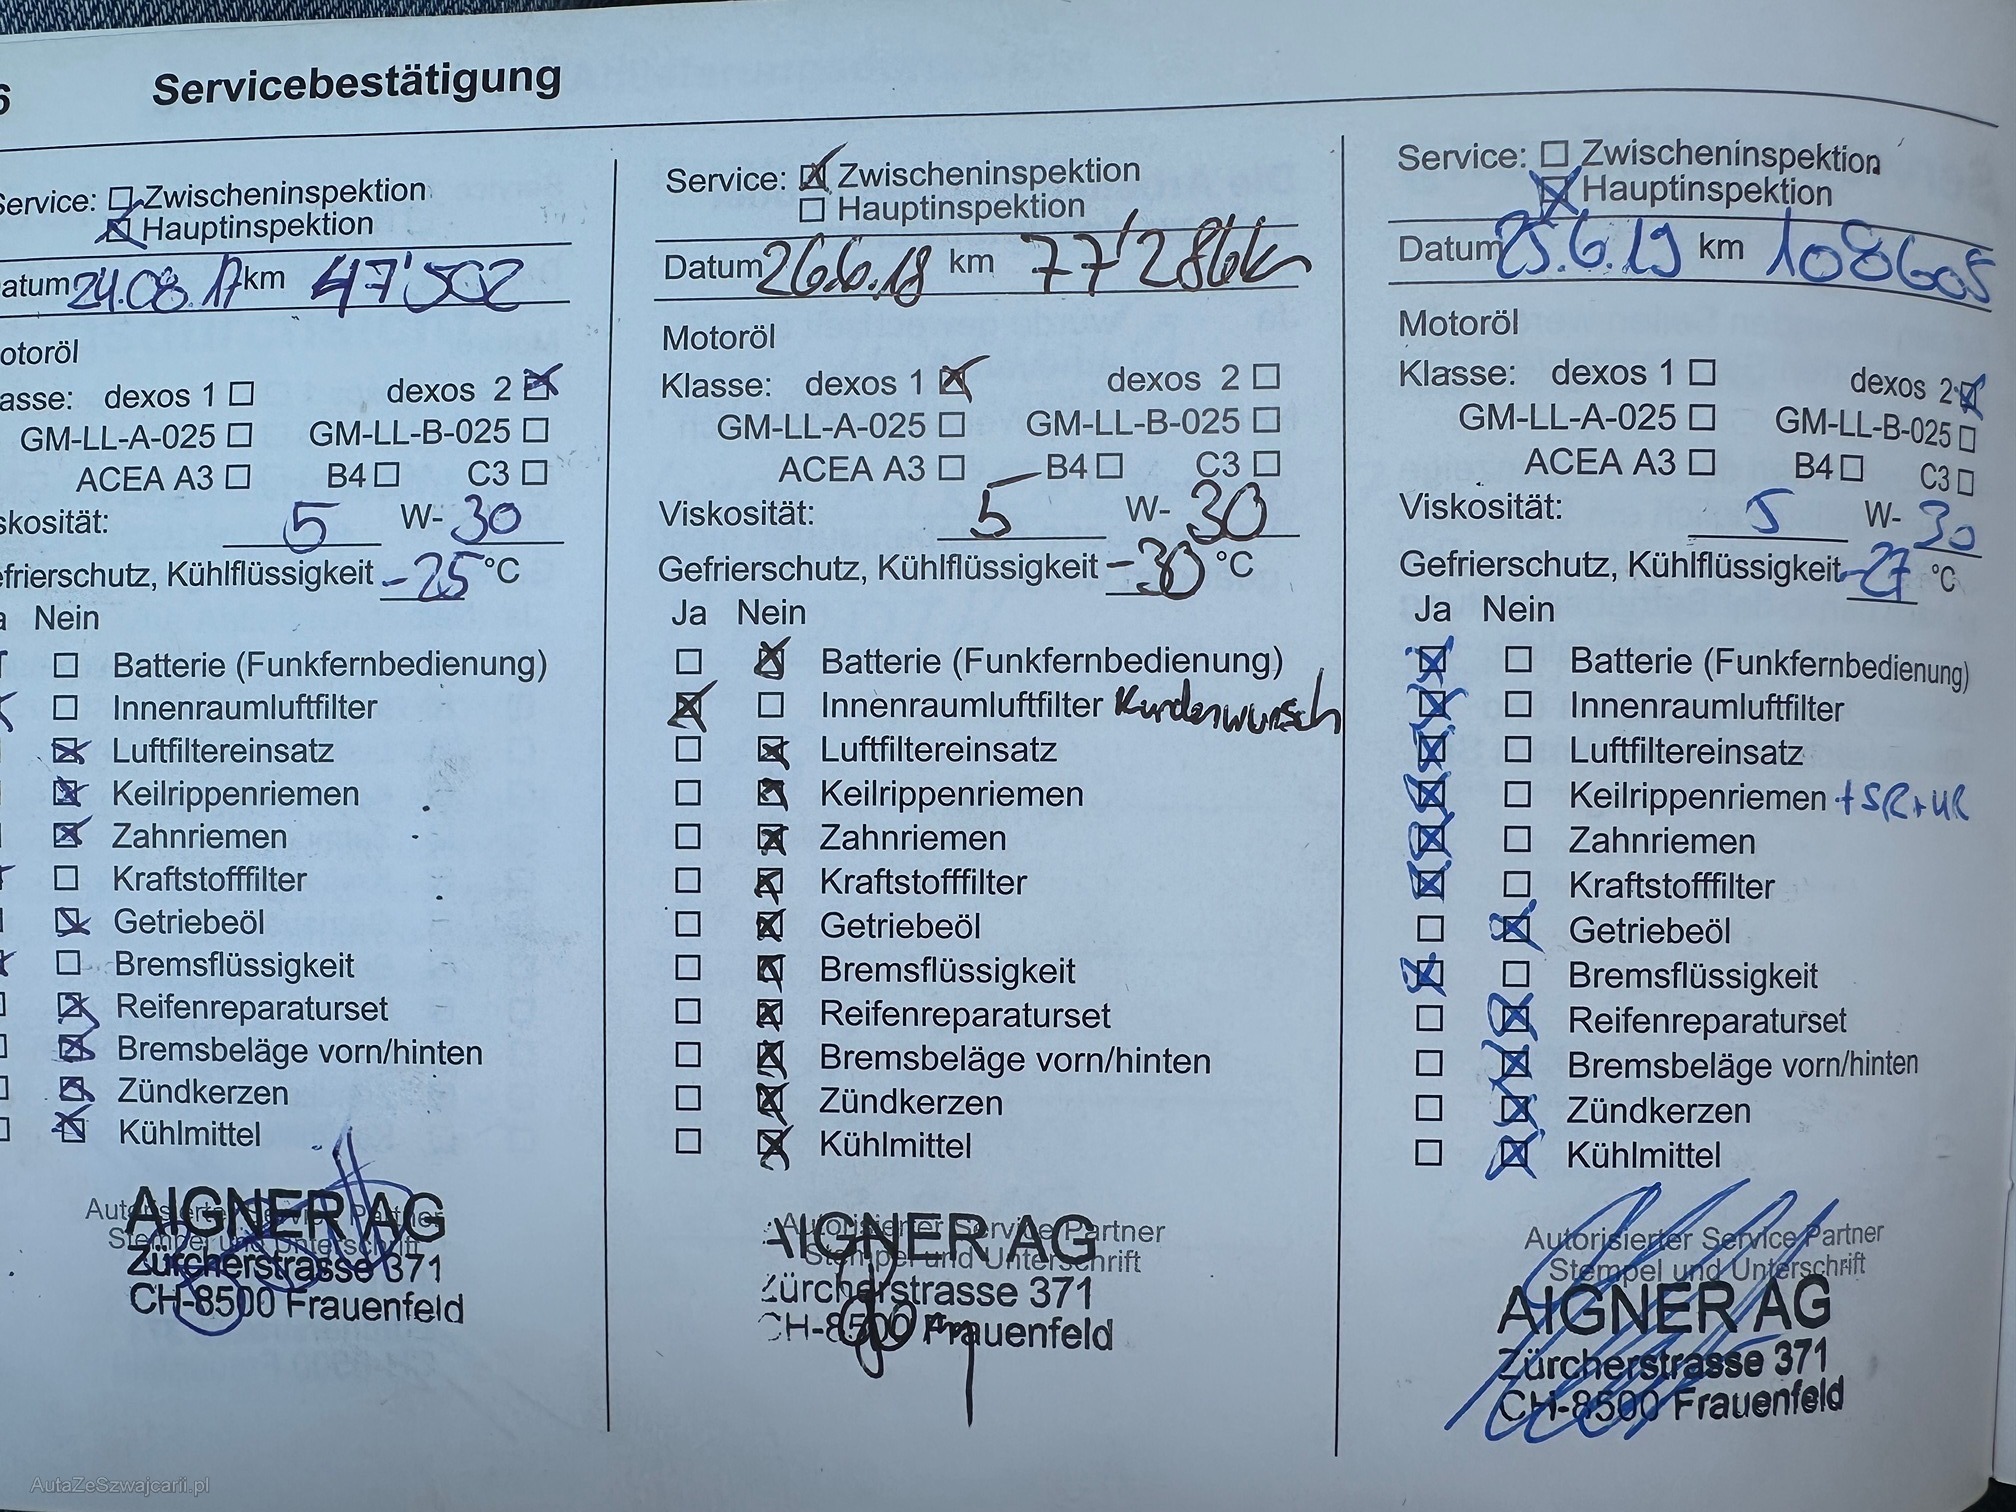 6 Servicebestätigung
Service: Zwischeninspektion
Hauptinspektion
Datum 24.08.17 km 47'502
Motoröl
Klasse: dexos 1 dexos 2
GM-LL-A-025 GM-LL-B-025
ACEA A3 B4 C3
Viskosität: 5 W- 30
Gefrierschutz, Kühlflüssigkeit -25 °C
Ja Nein
Batterie (Funkfernbedienung)
Innenraumluftfilter
Luftfiltereinsatz
Keilrippenriemen
Zahnriemen
Kraftstofffilter
Getriebeöl
Bremsflüssigkeit
Reifenreparaturset
Bremsbeläge vorn/hinten
Zündkerzen
Kühlmittel
Autorisierter Service Partner
Stempel und Unterschrift
AIGNER AG
Zürcherstrasse 371
CH-8500 Frauenfeld
Service: Zwischeninspektion
Hauptinspektion
Datum 26.6.18 km 77'286km
Motoröl
Klasse: dexos 1 dexos 2
GM-LL-A-025 GM-LL-B-025
ACEA A3 B4 C3
Viskosität: 5 W- 30
Gefrierschutz, Kühlflüssigkeit -30 °C
Ja Nein
Batterie (Funkfernbedienung)
Innenraumluftfilter Kundenwunsch
Luftfiltereinsatz
Keilrippenriemen
Zahnriemen
Kraftstofffilter
Getriebeöl
Bremsflüssigkeit
Reifenreparaturset
Bremsbeläge vorn/hinten
Zündkerzen
Kühlmittel
Autorisierter Service Partner
Stempel und Unterschrift
AIGNER AG
Zürcherstrasse 371
CH-8500 Frauenfeld
Service: Zwischeninspektion
Hauptinspektion
Datum 25.6.19 km 108605
Motoröl
Klasse: dexos 1 dexos 2
GM-LL-A-025 GM-LL-B-025
ACEA A3 B4 C3
Viskosität: 5 W- 30
Gefrierschutz, Kühlflüssigkeit -27 °C
Ja Nein
Batterie (Funkfernbedienung)
Innenraumluftfilter
Luftfiltereinsatz
Keilrippenriemen + SR + UR
Zahnriemen
Kraftstofffilter
Getriebeöl
Bremsflüssigkeit
Reifenreparaturset
Bremsbeläge vorn/hinten
Zündkerzen
Kühlmittel
Autorisierter Service Partner
Stempel und Unterschrift
AIGNER AG
Zürcherstrasse 371
CH-8500 Frauenfeld
AutaZeSzwajcarii.pl